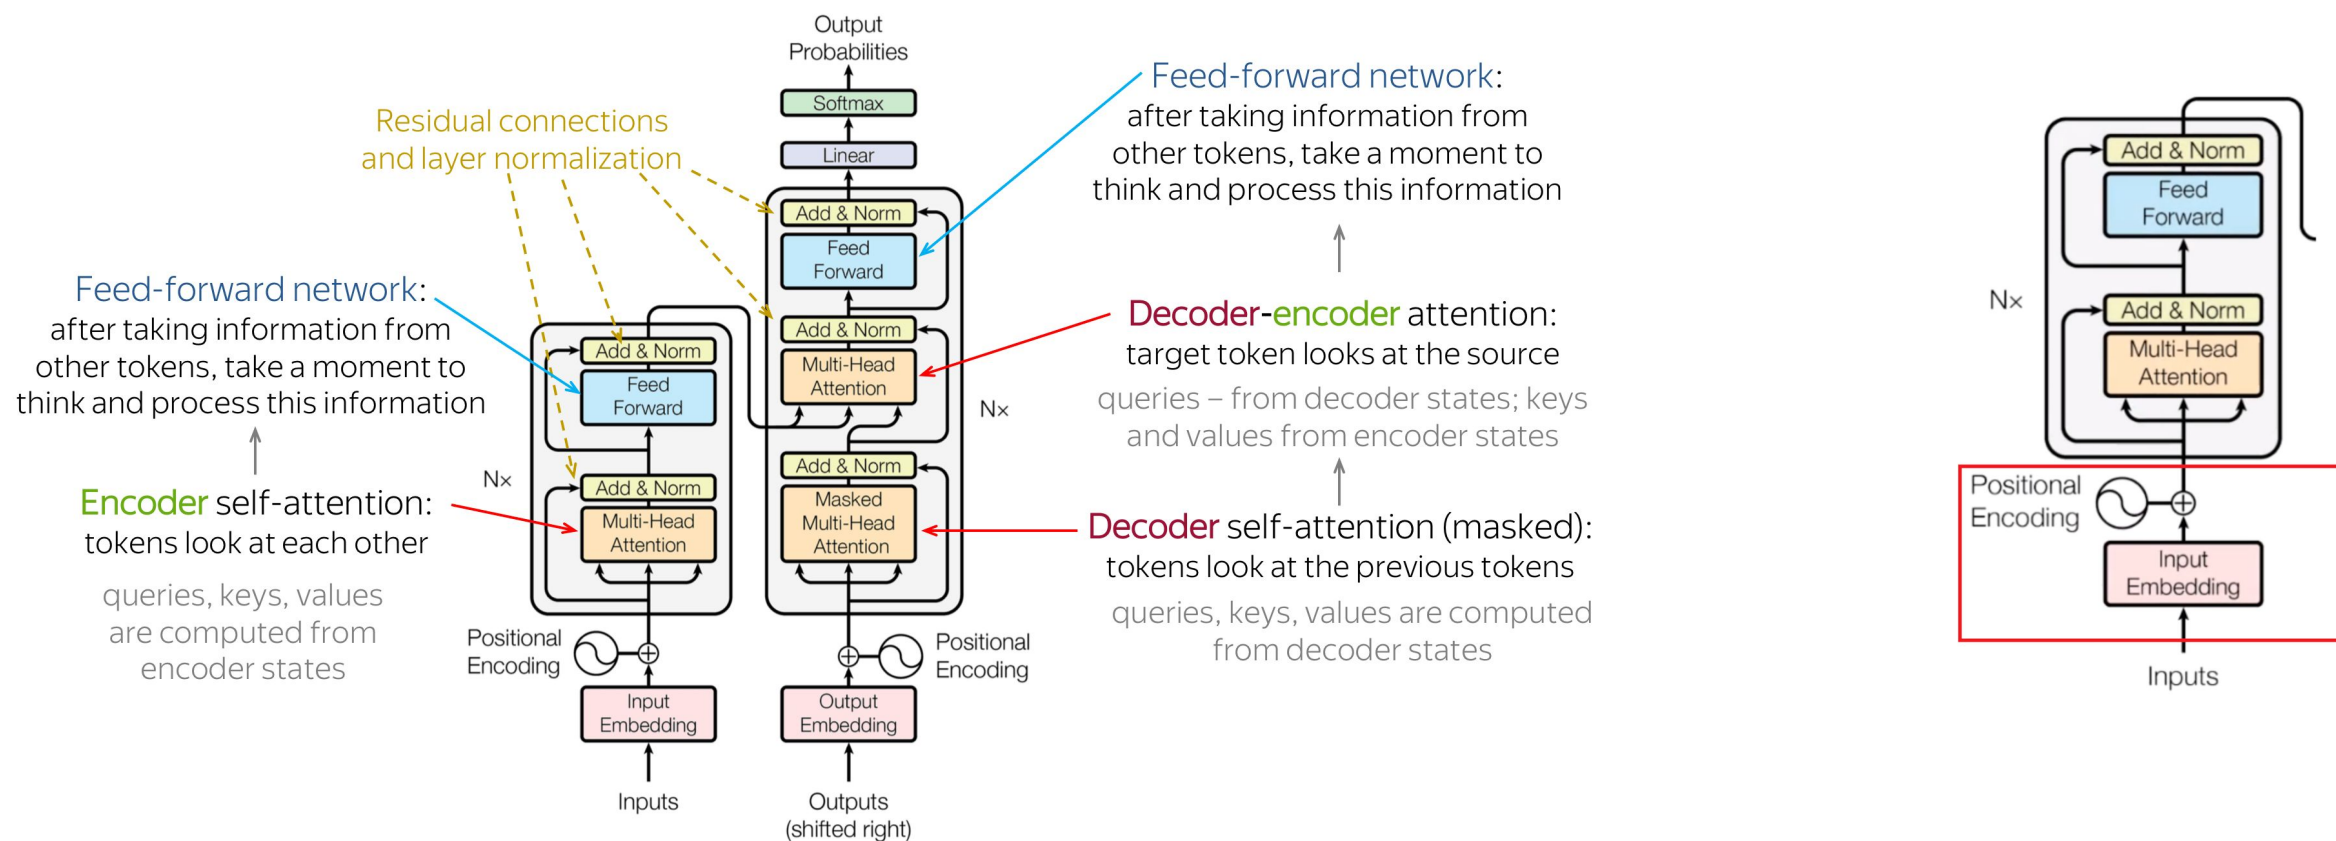 Output
Probabilities
Softmax
Linear
Add & Norm
Feed
Forward
Add & Norm
Multi-Head
Attention
Add & Norm
Masked
Multi-Head
Attention
Nx
Positional
Encoding
Output
Embedding
Outputs
(shifted right)
Residual connections
and layer normalization
Feed-forward network:
after taking information from
other tokens, take a moment to
think and process this information
Encoder self-attention:
tokens look at each other
queries, keys, values
are computed from
encoder states
Add & Norm
Feed
Forward
Nx
Add & Norm
Multi-Head
Attention
Positional
Encoding
Input
Embedding
Inputs
Feed-forward network:
after taking information from
other tokens, take a moment to
think and process this information
Decoder-encoder attention:
target token looks at the source
queries – from decoder states; keys
and values from encoder states
Decoder self-attention (masked):
tokens look at the previous tokens
queries, keys, values are computed
from decoder states
Add & Norm
Feed
Forward
Nx
Add & Norm
Multi-Head
Attention
Positional
Encoding
Input
Embedding
Inputs